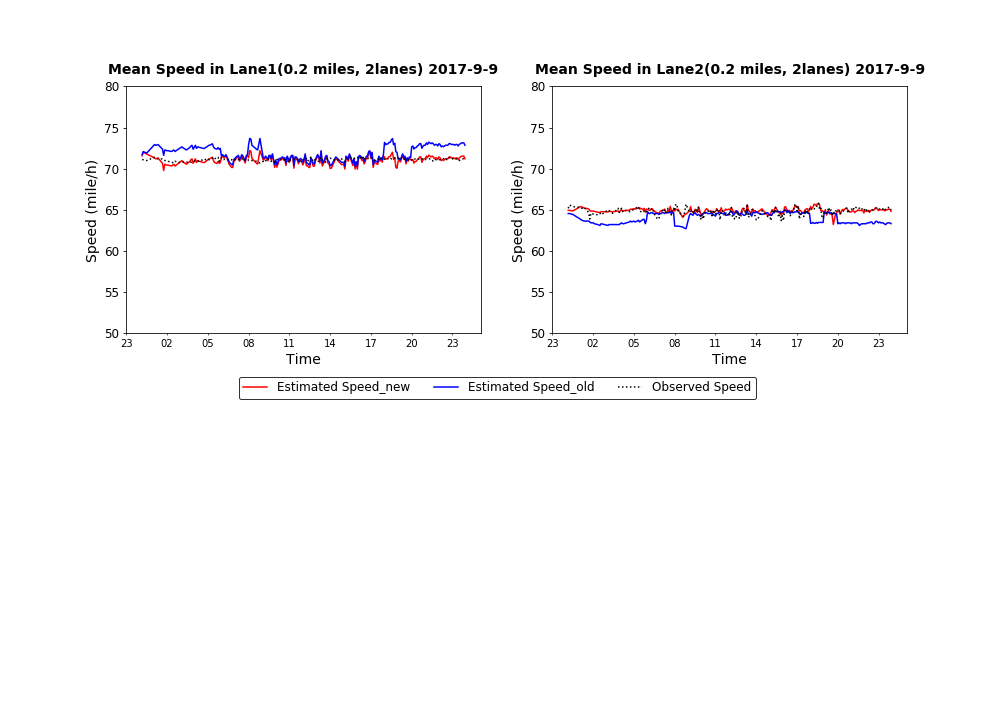 Mean Speed in Lane1(0.2 miles, 2lanes) 2017-9-9
80
75
70
65
60
55
50
Speed (mile/h)
23 02 05 08 11 14 17 20 23
Time
Mean Speed in Lane2(0.2 miles, 2lanes) 2017-9-9
80
75
70
65
60
55
50
Speed (mile/h)
23 02 05 08 11 14 17 20 23
Time
Estimated Speed_new Estimated Speed_old Observed Speed